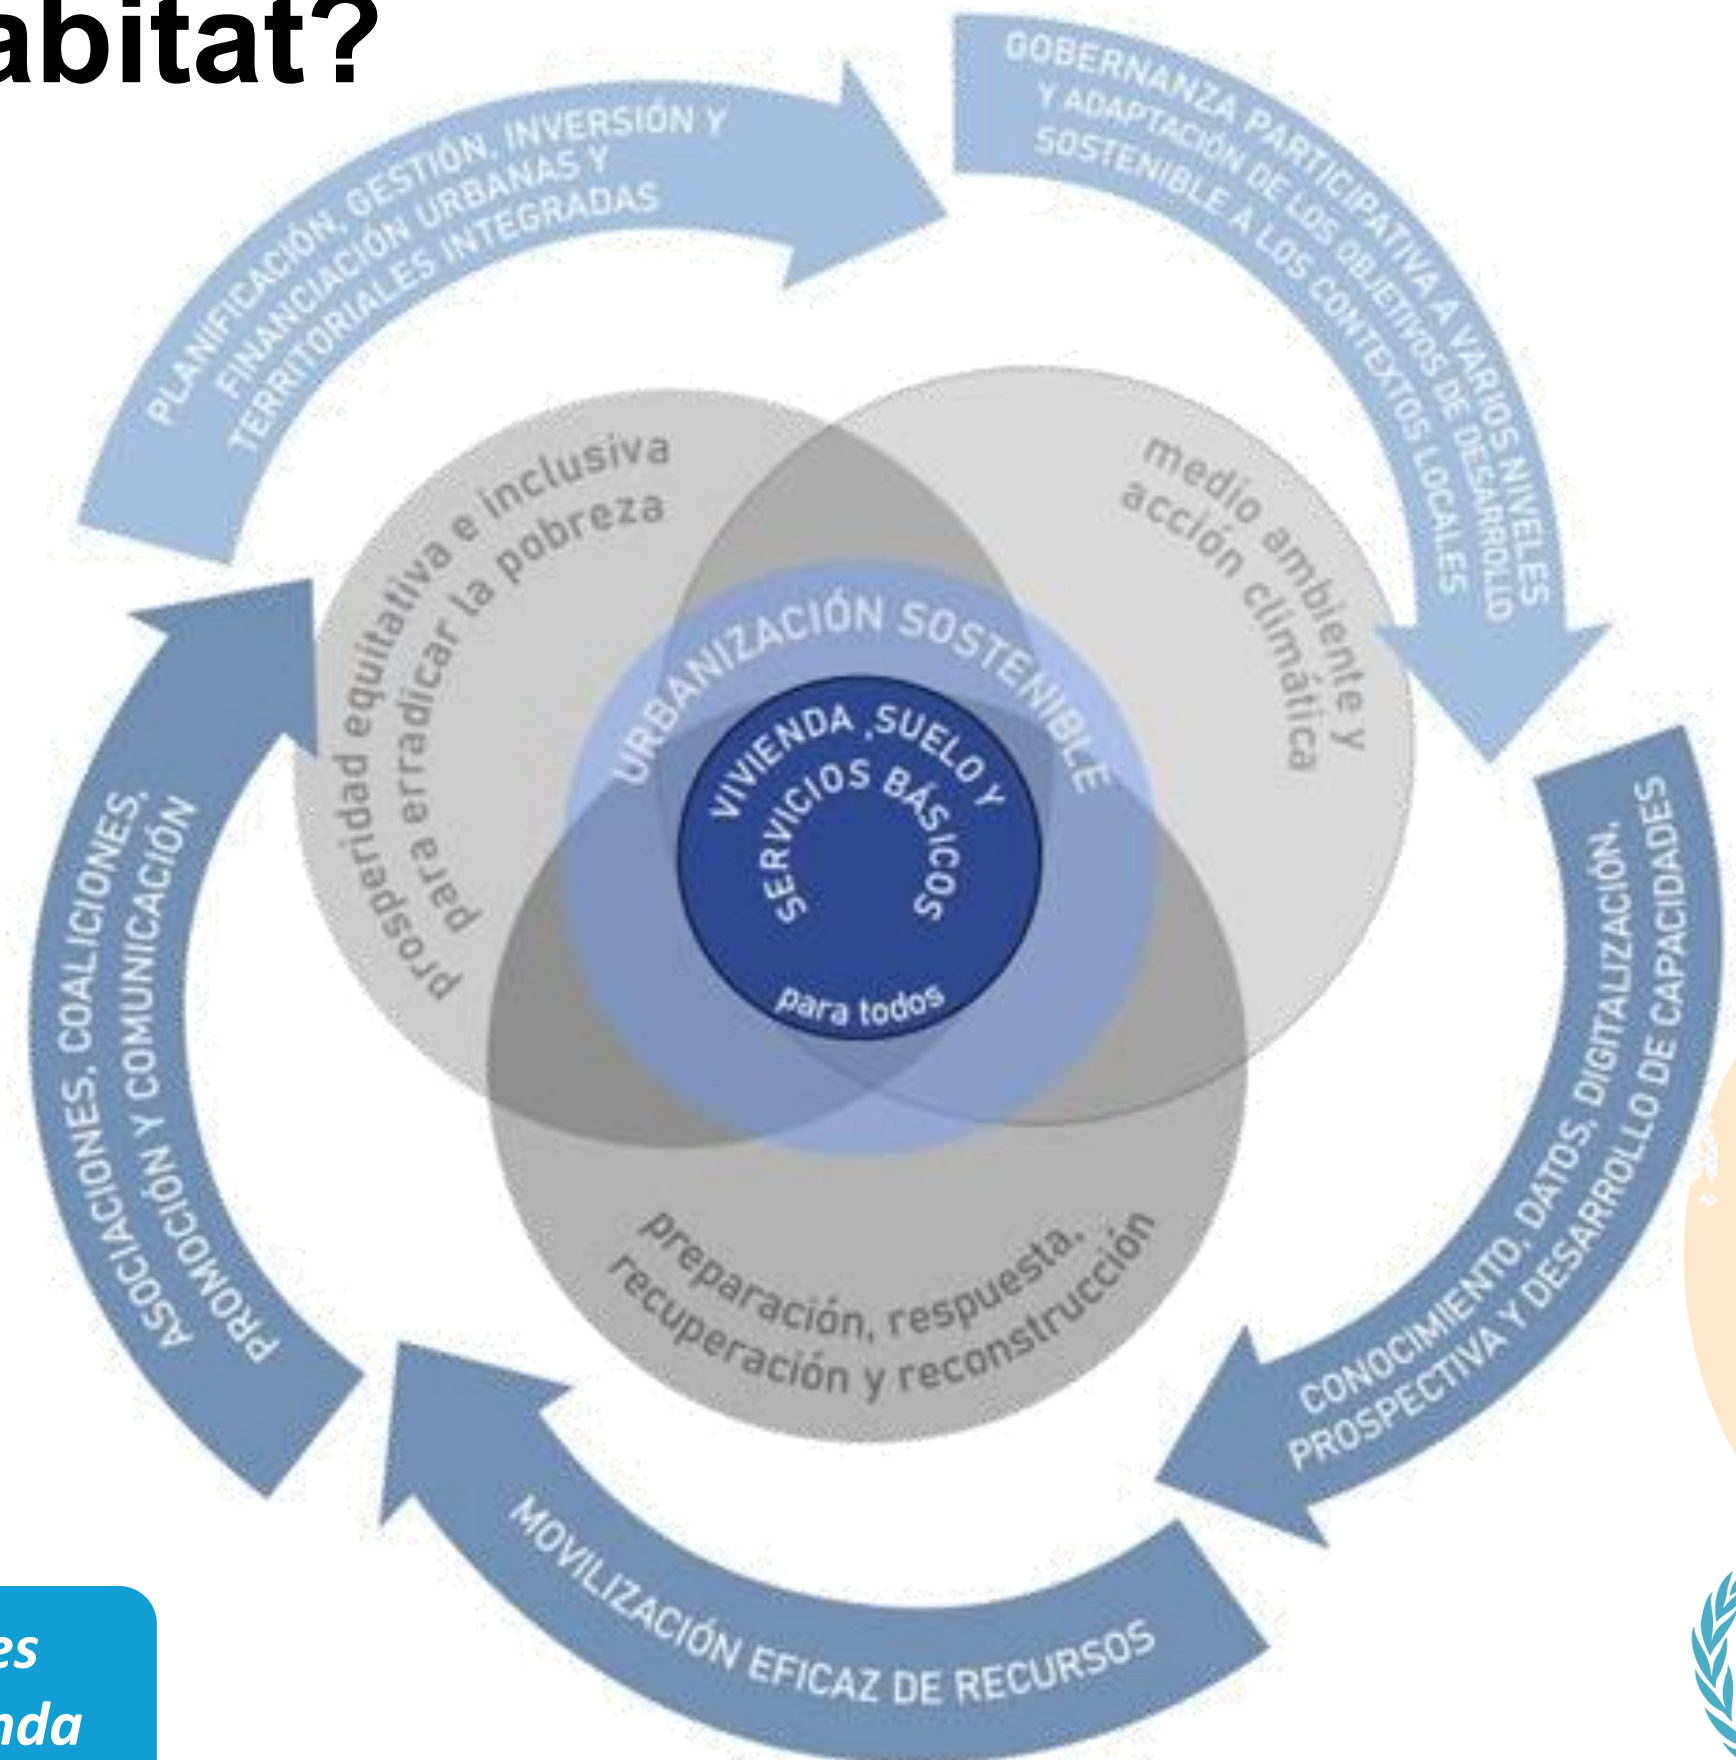 abitat?
PLANIFICACIÓN, GESTIÓN, INVERSIÓN Y
FINANCIACIÓN URBANAS Y
TERRITORIALES INTEGRADAS
GOBERNANZA PARTICIPATIVA A VARIOS NIVELES
Y ADAPTACIÓN DE LOS OBJETIVOS DE DESARROLLO
SOSTENIBLE A LOS CONTEXTOS LOCALES
prosperidad equitativa e inclusiva
para erradicar la pobreza
medio ambiente y
acción climática
URBANIZACIÓN SOSTENIBLE
VIVIENDA ,SUELO Y
SERVICIOS BÁSICOS
para todos
preparación, respuesta,
recuperación y reconstrucción
CONOCIMIENTO, DATOS, DIGITALIZACIÓN,
PROSPECTIVA Y DESARROLLO DE CAPACIDADES
MOVILIZACIÓN EFICAZ DE RECURSOS
ASOCIACIONES, COALICIONES,
PROMOCIÓN Y COMUNICACIÓN
es
nda